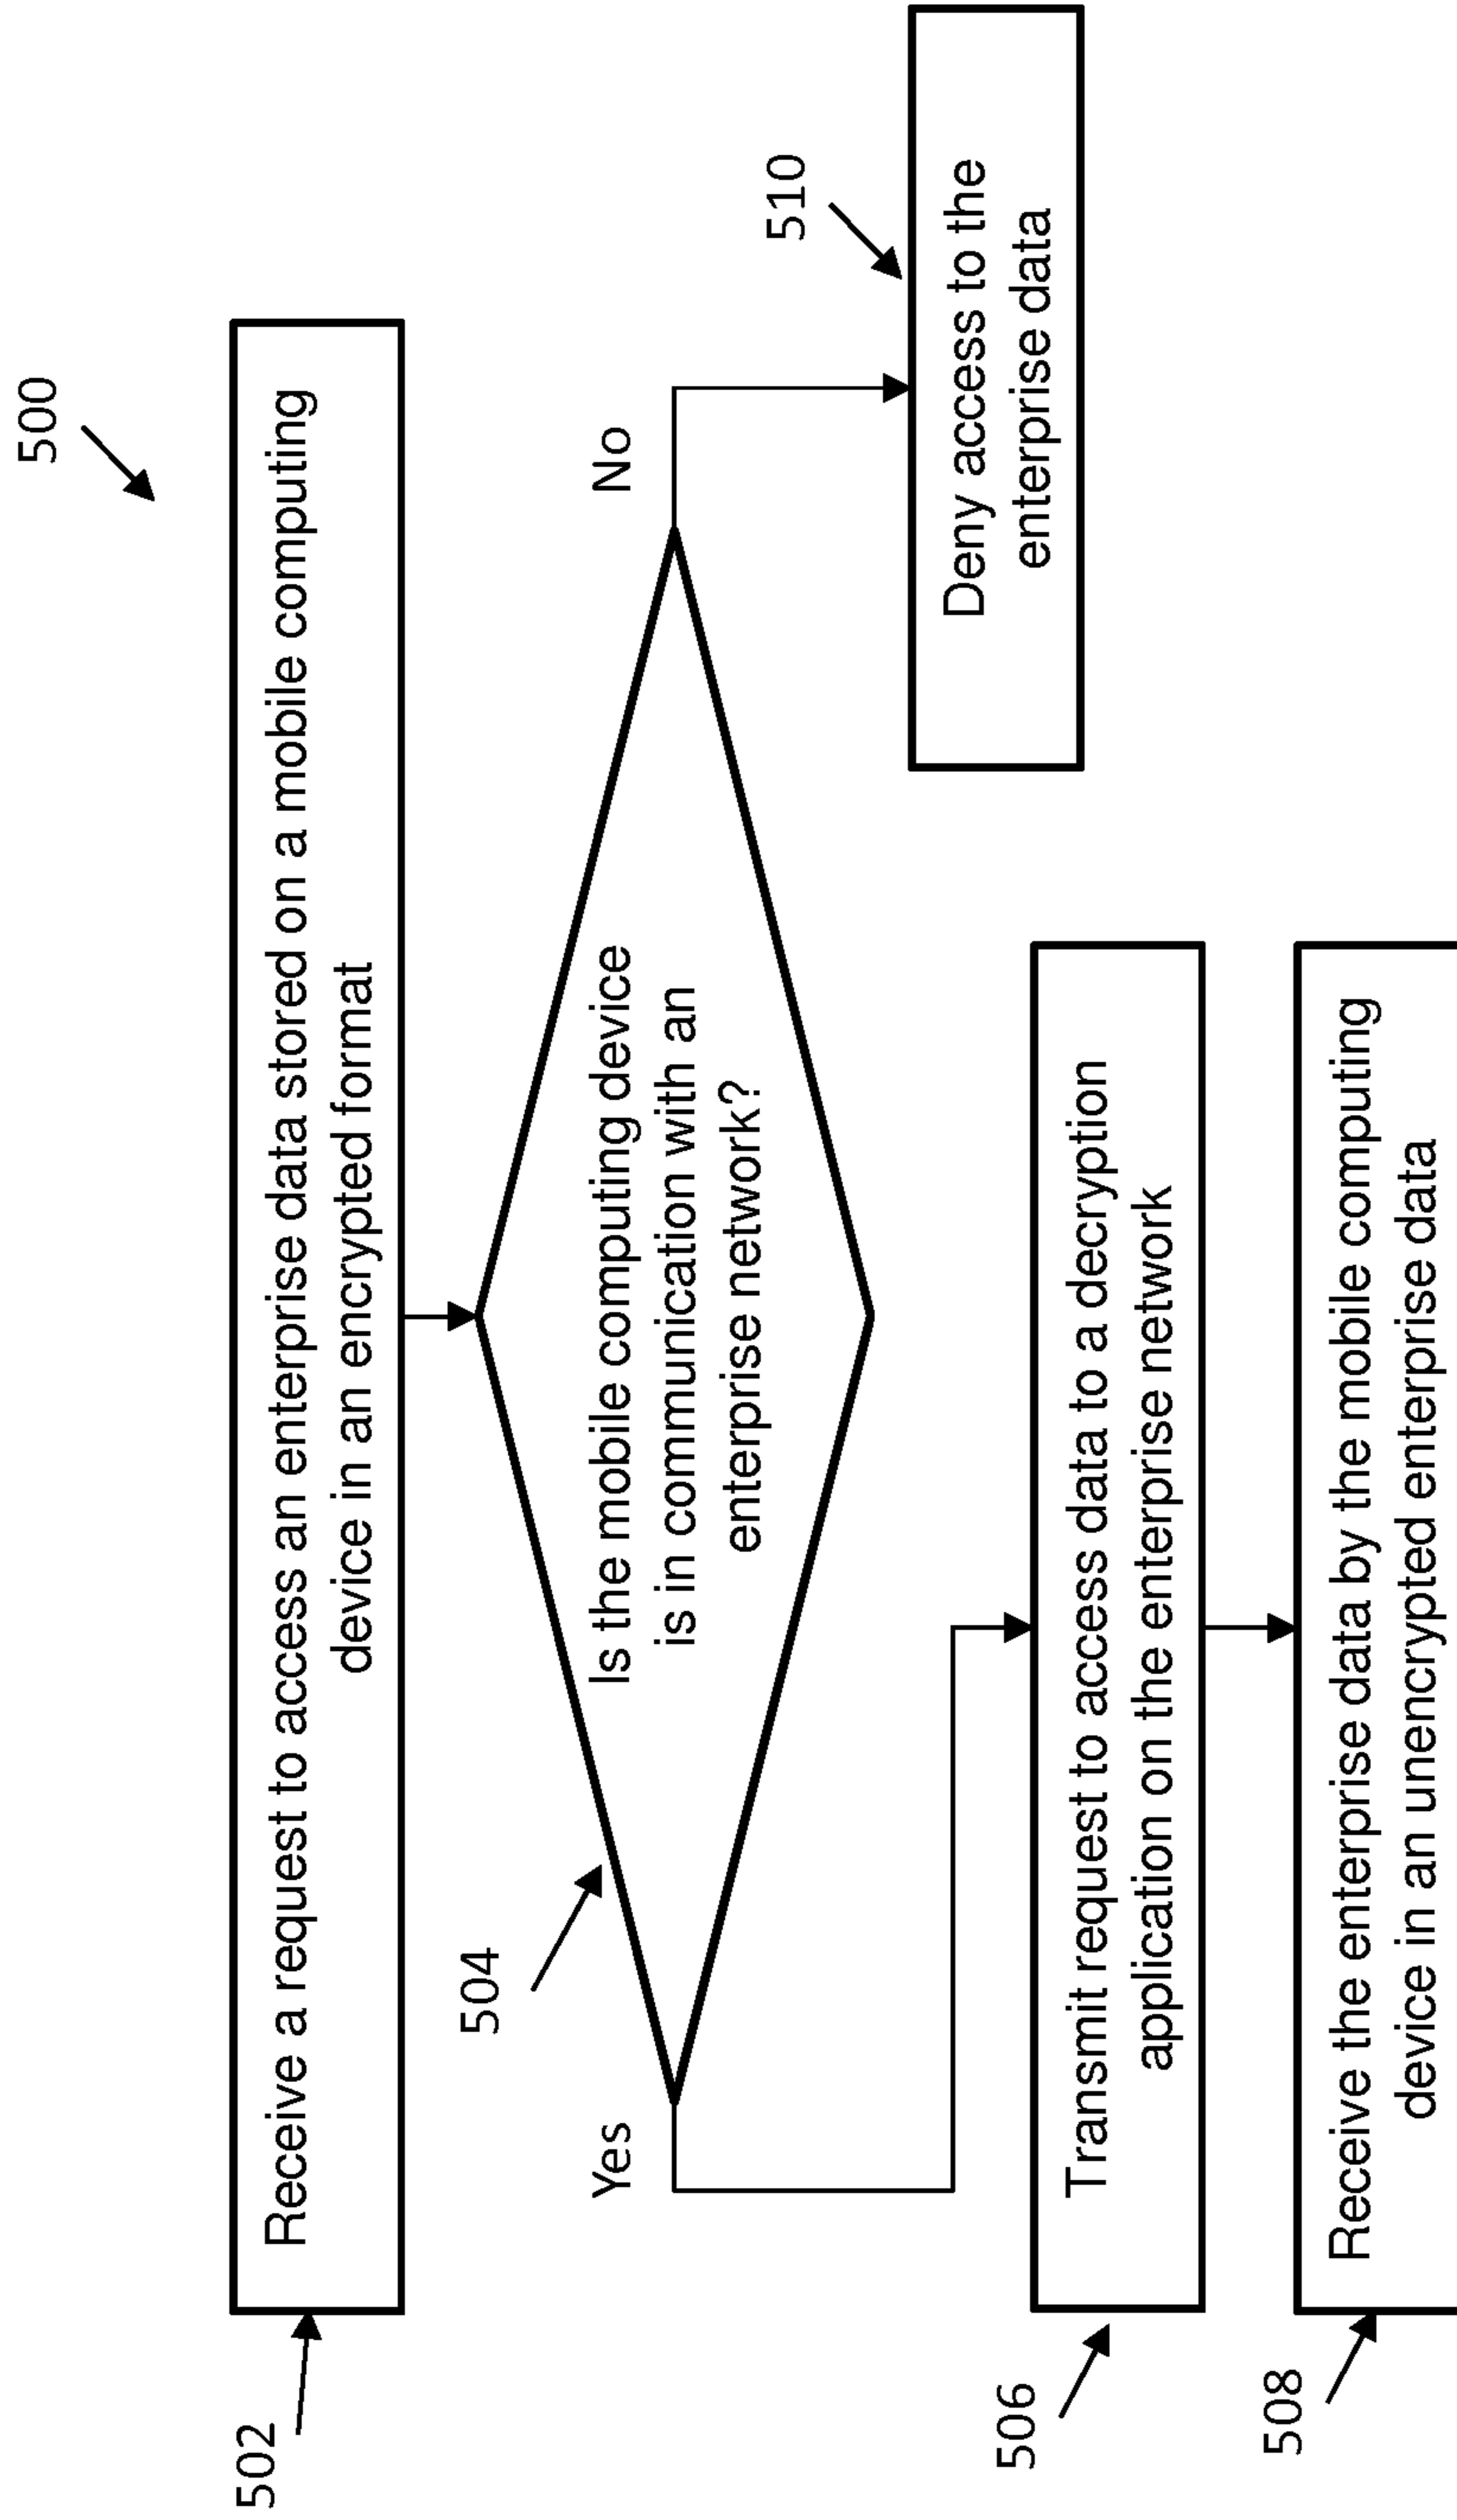 500
502
Receive a request to access an enterprise data stored on a mobile computing
device in an encrypted format
504
Is the mobile computing device
is in communication with an
enterprise network?
Yes
No
510
Deny access to the
enterprise data
506
Transmit request to access data to a decryption
application on the enterprise network
508
Receive the enterprise data by the mobile computing
device in an unencrypted enterprise data